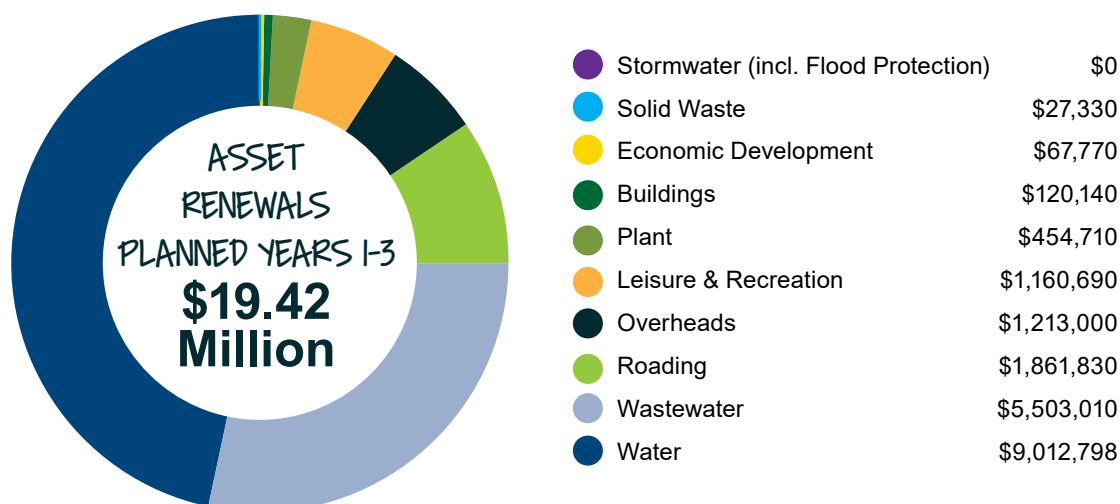 ASSET
RENEWALS
PLANNED YEARS 1-3
$19.42
Million
Stormwater (incl. Flood Protection) $0
Solid Waste $27,330
Economic Development $67,770
Buildings $120,140
Plant $454,710
Leisure & Recreation $1,160,690
Overheads $1,213,000
Roading $1,861,830
Wastewater $5,503,010
Water $9,012,798